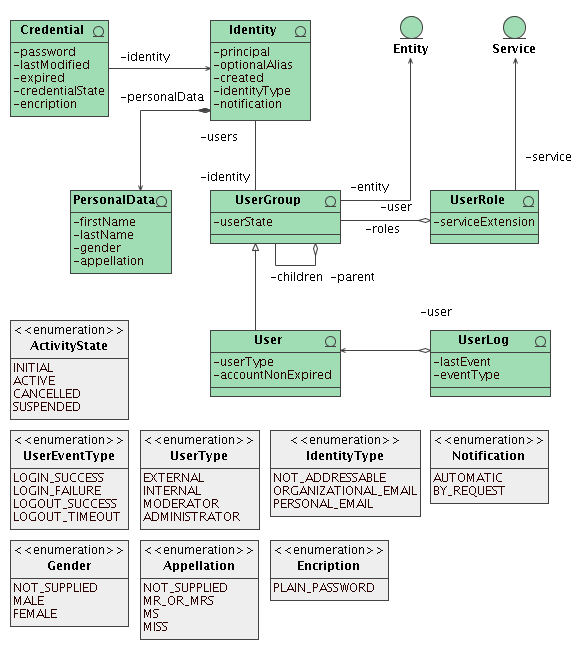 Credential
-password
-lastModified
-expired
-credentialState
-encription
-identity
Identity
-principal
-optionalAlias
-created
-identityType
-notification
Entity
Service
-personalData
-users
-identity
-service
PersonalData
-firstName
-lastName
-gender
-appellation
UserGroup
-userState
-entity
-user
-roles
UserRole
-serviceExtension
-children
-parent
User
-userType
-accountNonExpired
-user
UserLog
-lastEvent
-eventType
<<enumeration>>
ActivityState
INITIAL
ACTIVE
CANCELLED
SUSPENDED
<<enumeration>>
UserEventType
LOGIN_SUCCESS
LOGIN_FAILURE
LOGOUT_SUCCESS
LOGOUT_TIMEOUT
<<enumeration>>
UserType
EXTERNAL
INTERNAL
MODERATOR
ADMINISTRATOR
<<enumeration>>
IdentityType
NOT_ADDRESSABLE
ORGANIZATIONAL_EMAIL
PERSONAL_EMAIL
<<enumeration>>
Notification
AUTOMATIC
BY_REQUEST
<<enumeration>>
Gender
NOT_SUPPLIED
MALE
FEMALE
<<enumeration>>
Appellation
NOT_SUPPLIED
MR_OR_MRS
MS
MISS
<<enumeration>>
Encription
PLAIN_PASSWORD